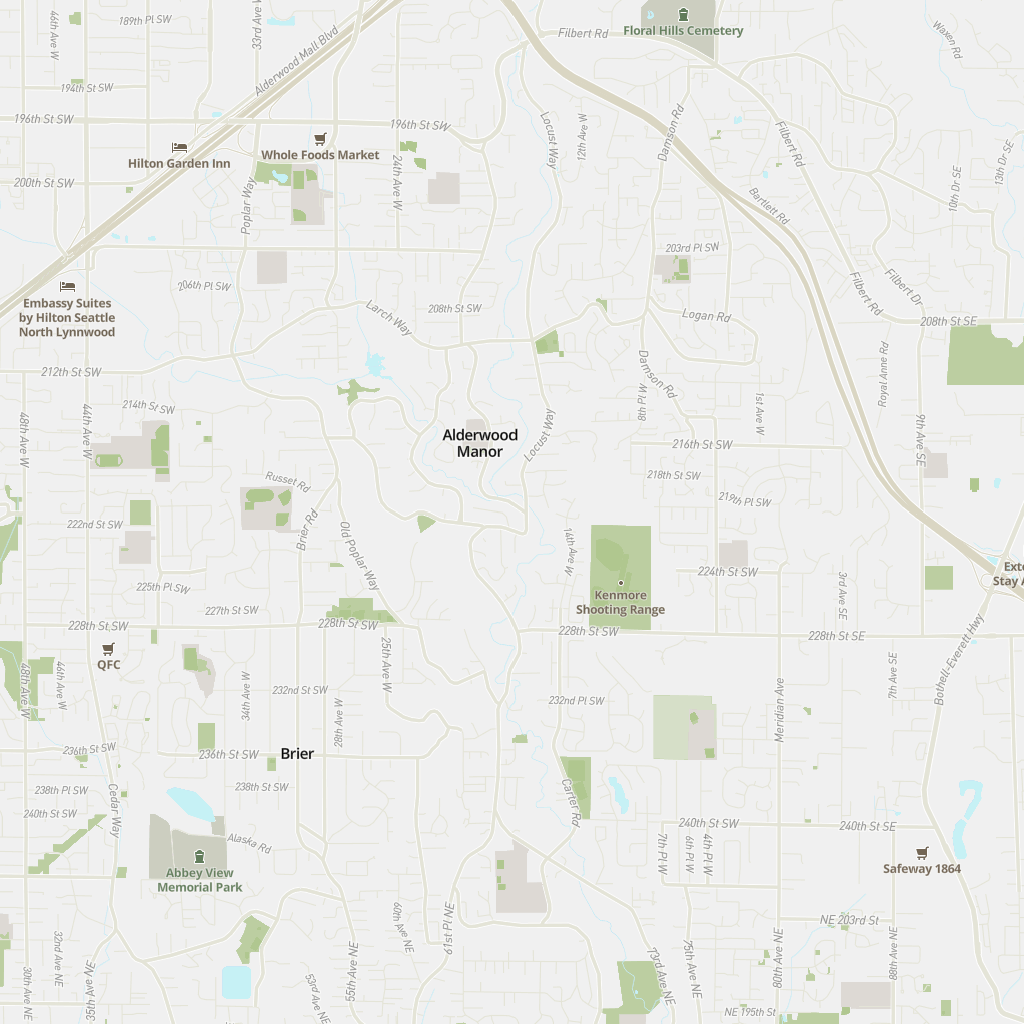 46th Ave W
189th Pl SW
33rd Ave W
Alderwood Mall Blvd
Filbert Rd
Floral Hills Cemetery
Waxen Rd
194th St SW
196th St SW
196th St SW
Locust Way
12th Ave W
Damson Rd
Filbert Rd
13th Dr SE
Hilton Garden Inn
Whole Foods Market
24th Ave W
200th St SW
Poplar Way
Bartlett Rd
10th Dr SE
203rd Pl SW
206th Pl SW
Embassy Suites
by Hilton Seattle
North Lynnwood
Larch Way
208th St SW
Logan Rd
Filbert Rd
Filbert Dr
208th St SE
212th St SW
Damson Rd
8th Pl W
1st Ave W
Royal Anne Rd
214th St SW
48th Ave W
44th Ave W
Alderwood
Manor
Locust Way
216th St SW
9th Ave SE
218th St SW
219th Pl SW
Russet Rd
Brier Rd
Old Poplar Way
222nd St SW
14th Ave W
224th St SW
3rd Ave SE
Exte
Stay A
225th Pl SW
Kenmore
Shooting Range
227th St SW
228th St SW
228th St SW
228th St SW
228th St SE
Bothell-Everett Hwy
QFC
25th Ave W
48th Ave W
46th Ave W
34th Ave W
232nd St SW
28th Ave W
232nd Pl SW
Meridian Ave
7th Ave SE
236th St SW
236th St SW
Brier
238th Pl SW
238th St SW
240th St SW
Cedar Way
Alaska Rd
Carter Rd
240th St SW
240th St SE
7th Pl W
6th Pl W
4th Pl W
Safeway 1864
Abbey View
Memorial Park
60th Ave NE
61st Pl NE
NE 203rd St
32nd Ave NE
30th Ave NE
35th Ave NE
53rd Ave NE
55th Ave NE
73rd Ave NE
75th Ave NE
80th Ave NE
88th Ave NE
NE 195th St